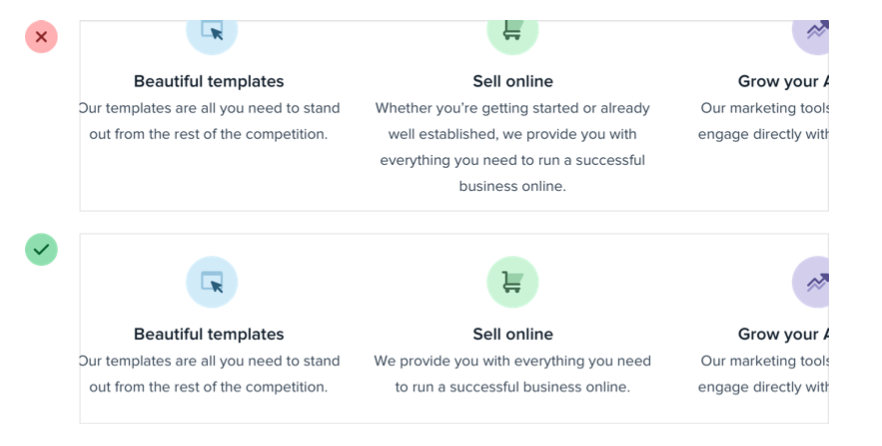 Beautiful templates
Our templates are all you need to stand
out from the rest of the competition.
Sell online
Whether you're getting started or already
well established, we provide you with
everything you need to run a successful
business online.
Grow your
Our marketing tools
engage directly with
Beautiful templates
Our templates are all you need to stand
out from the rest of the competition.
Sell online
We provide you with everything you need
to run a successful business online.
Grow your
Our marketing tools
engage directly with